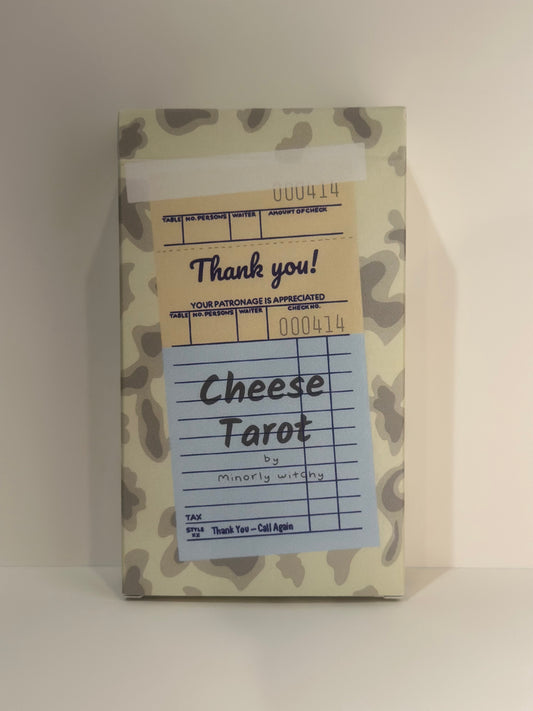 000414
TABLE NO. PERSONS WAITER AMOUNT OF CHECK
Thank you!
YOUR PATRONAGE IS APPRECIATED
TABLE NO. PERSONS WAITER CHECK NO.
000414
Cheese
Tarot
by
Minorly witchy
TAX
STYLE
XX
Thank You — Call Again